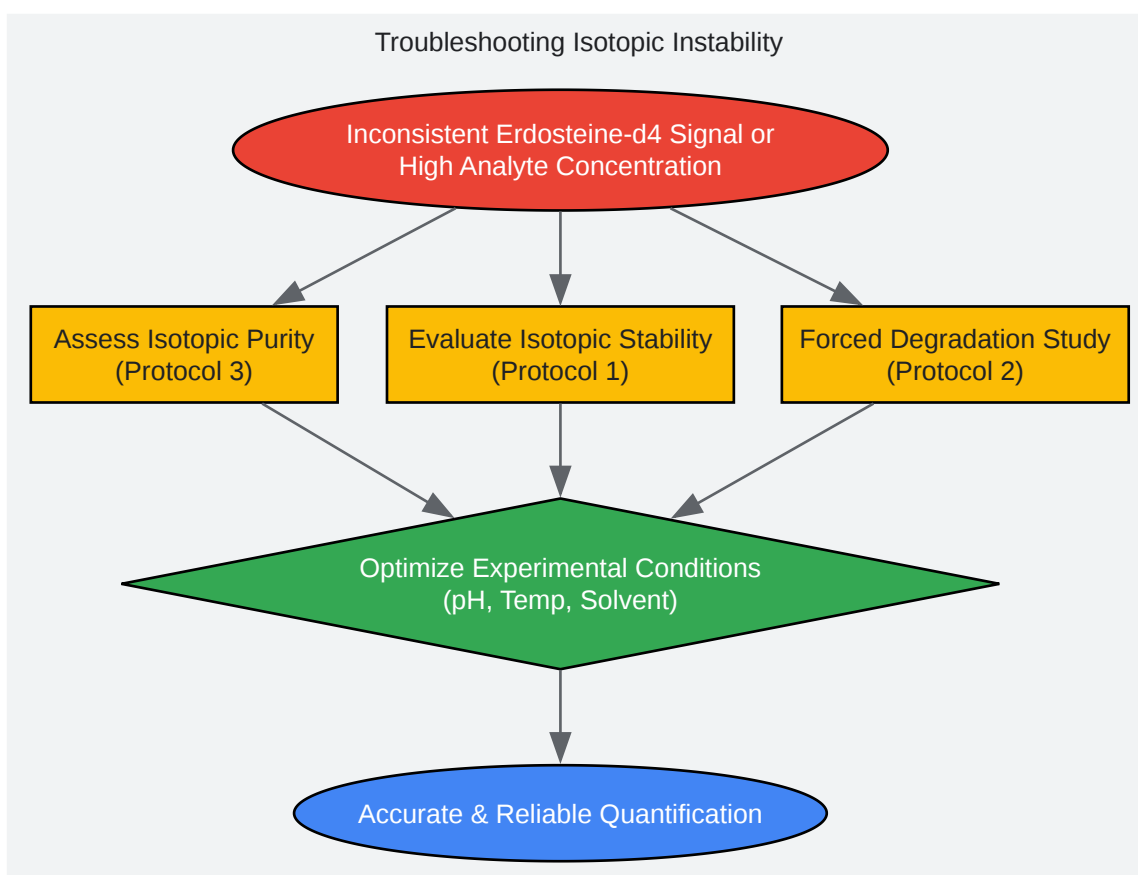 Troubleshooting Isotopic Instability
Inconsistent Erdosteine-d4 Signal or
High Analyte Concentration
Assess Isotopic Purity
(Protocol 3)
Evaluate Isotopic Stability
(Protocol 1)
Forced Degradation Study
(Protocol 2)
Optimize Experimental Conditions
(pH, Temp, Solvent)
Accurate & Reliable Quantification